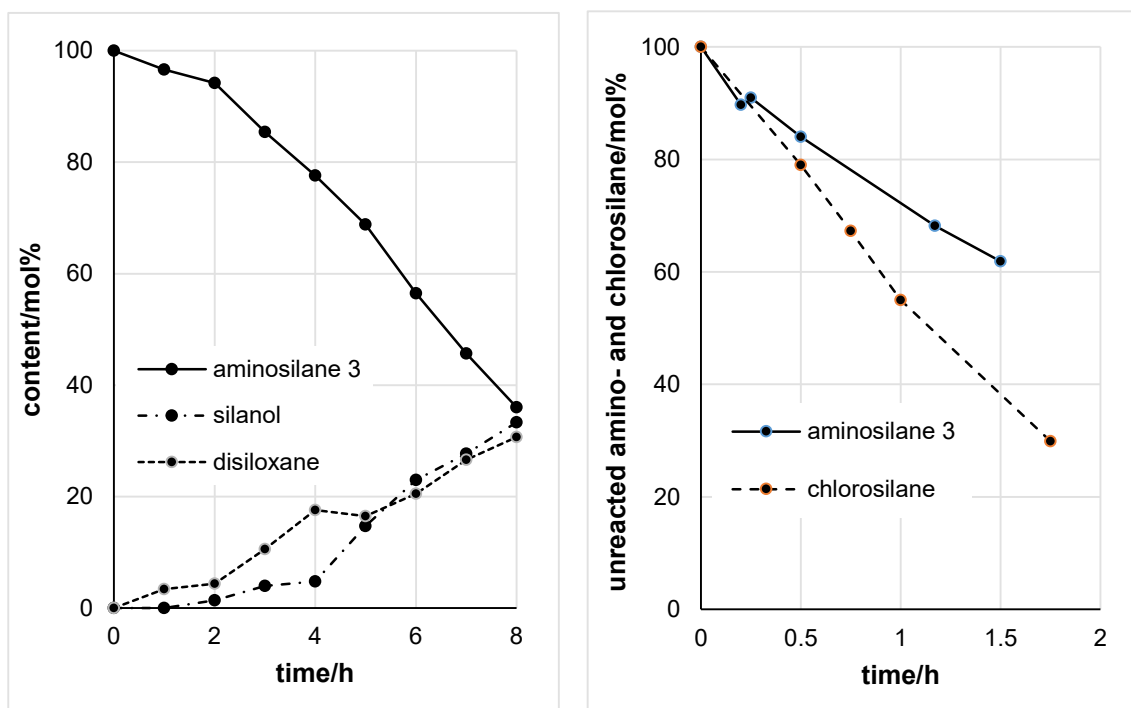 content/mol%
100
80
60
40
20
0
aminosilane 3
silanol
disiloxane
0 2 4 6 8
time/h
unreacted amino- and chlorosilane/mol%
100
80
60
40
20
0
aminosilane 3
chlorosilane
0 0.5 1 1.5 2
time/h